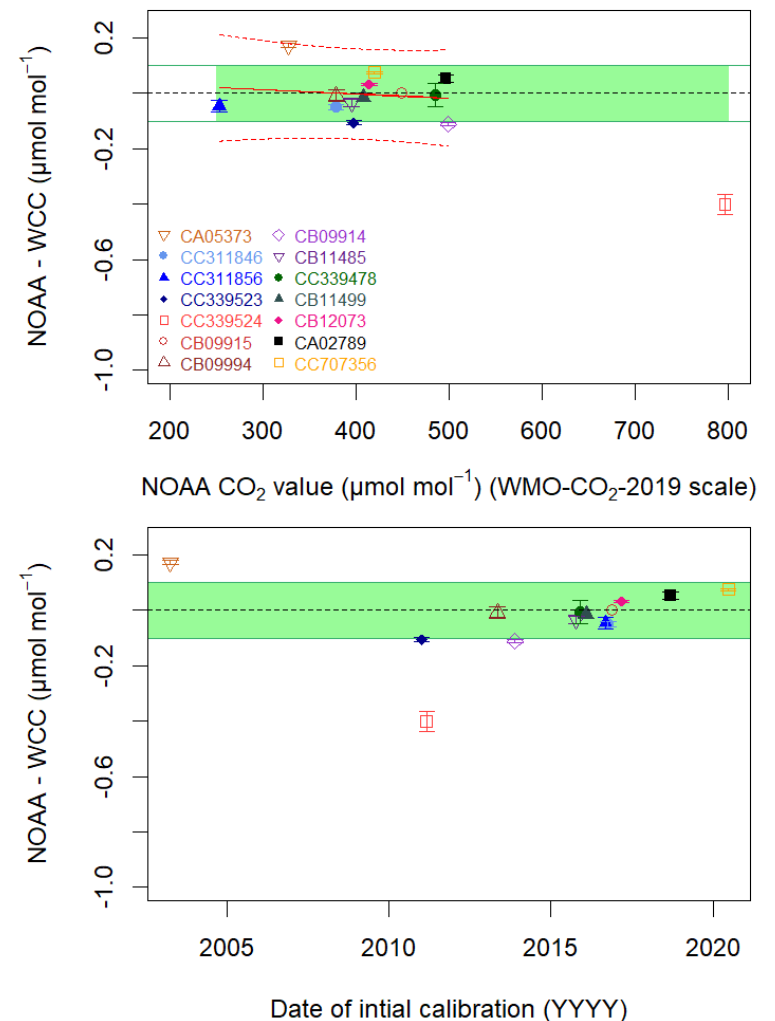 NOAA - WCC (µmol mol⁻¹)
0.2
-0.2
-0.6
-1.0
CA05373 CB09914
CC311846 CB11485
CC311856 CC339478
CC339523 CB11499
CC339524 CB12073
CB09915 CA02789
CB09994 CC707356
200 300 400 500 600 700 800
NOAA CO₂ value (µmol mol⁻¹) (WMO-CO₂-2019 scale)
NOAA - WCC (µmol mol⁻¹)
0.2
-0.2
-0.6
-1.0
2005 2010 2015 2020
Date of intial calibration (YYYY)